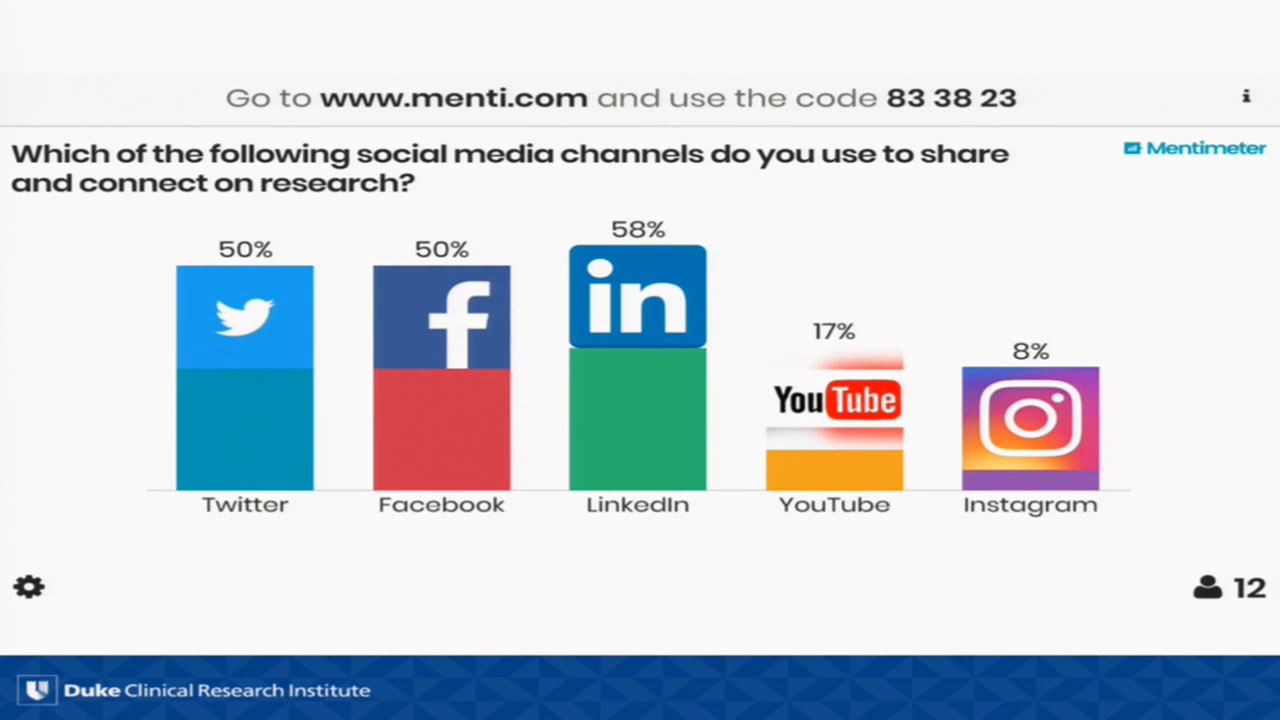 Go to www.menti.com and use the code 83 38 23
Which of the following social media channels do you use to share
and connect on research?
Mentimeter
50%
50%
58%
17%
8%
in
YouTube
Twitter
Facebook
LinkedIn
YouTube
Instagram
12
Duke Clinical Research Institute